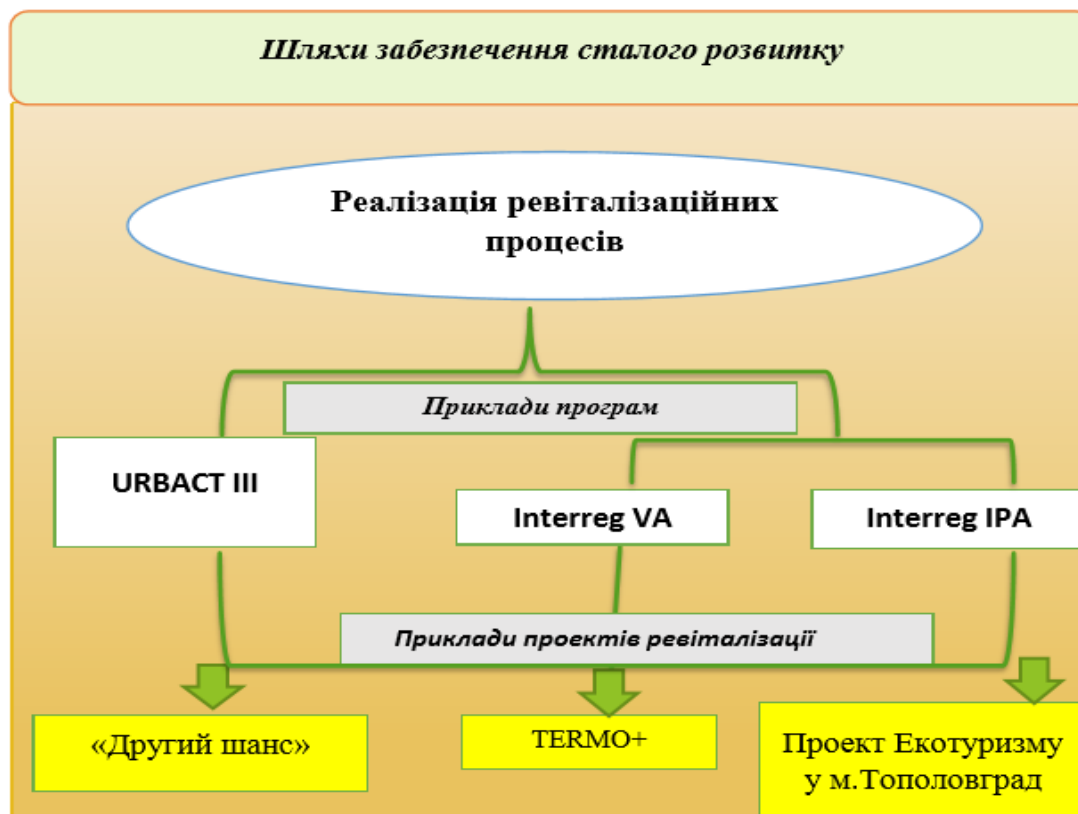 Шляхи забезпечення сталого розвитку
Реалізація ревіталізаційних
процесів
Приклади програм
URBACT III
Interreg VA
Interreg IPA
Приклади проектів ревіталізації
«Другий шанс»
TERMO+
Проект Екотуризму
у м.Тополовград